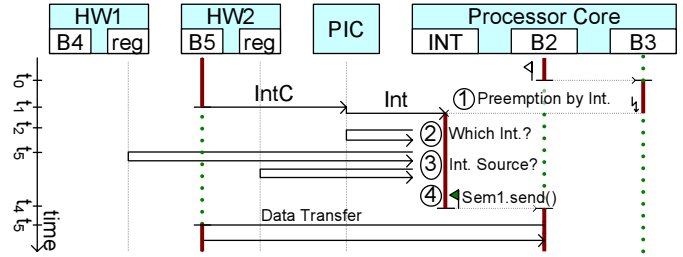 HW1 HW2 PIC Processor Core
B4 reg B5 reg INT B2 B3
t0
t1 IntC Int 1 Preemption by Int.
t2 2 Which Int.?
t5 3 Int. Source?
t4 4 Sem1.send()
t5 Data Transfer
time